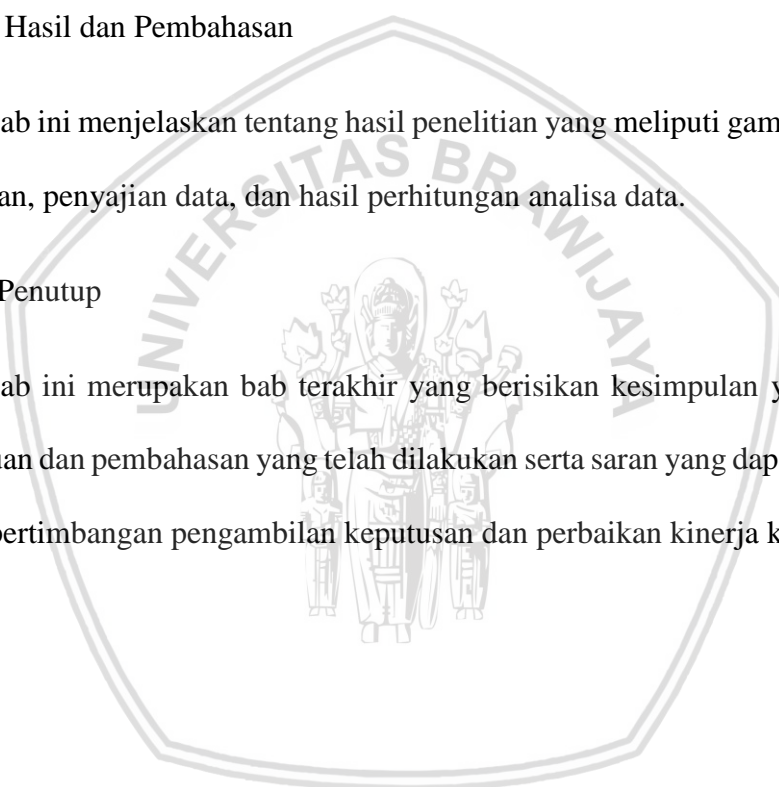 Hasil dan Pembahasan
ab ini menjelaskan tentang hasil penelitian yang meliputi gam
an, penyajian data, dan hasil perhitungan analisa data.
Penutup
ab ini merupakan bab terakhir yang berisikan kesimpulan y
uan dan pembahasan yang telah dilakukan serta saran yang dap
pertimbangan pengambilan keputusan dan perbaikan kinerja k
UNIVERSITAS BRAWIJAYA